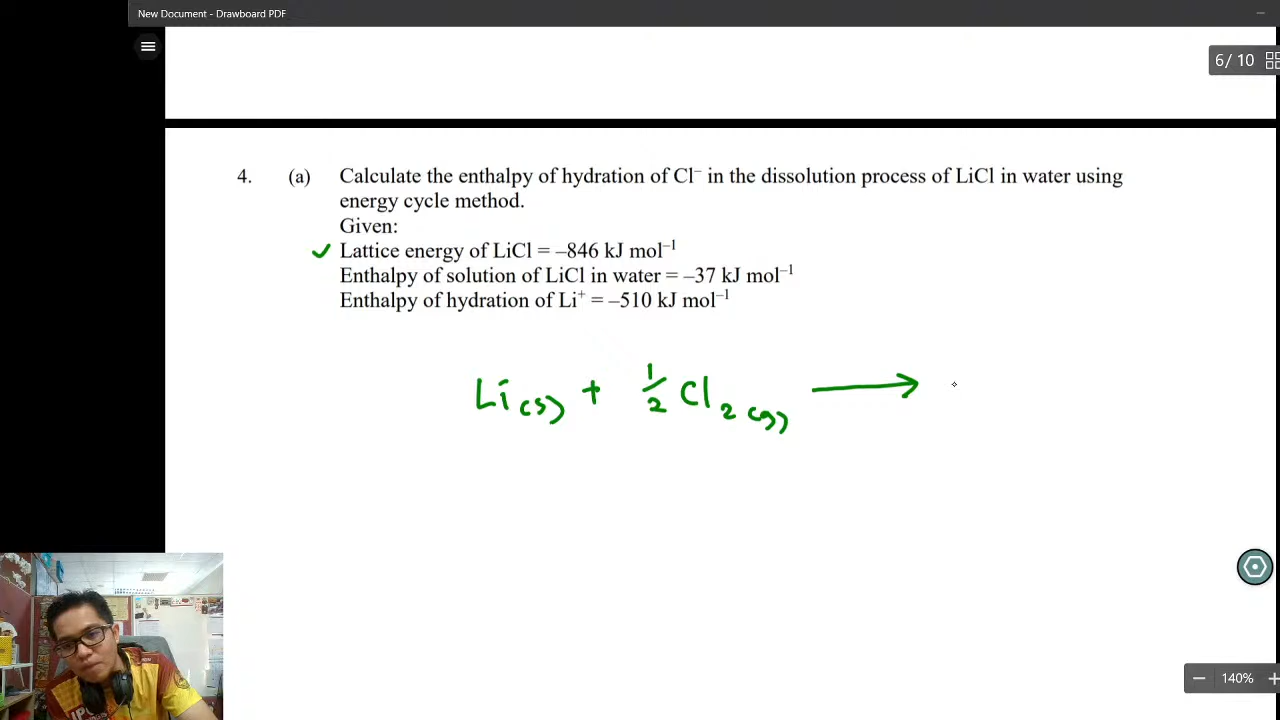 New Document - Drawboard PDF
6/ 10
4. (a) Calculate the enthalpy of hydration of Cl⁻ in the dissolution process of LiCl in water using
energy cycle method.
Given:
✓ Lattice energy of LiCl = –846 kJ mol⁻¹
Enthalpy of solution of LiCl in water = –37 kJ mol⁻¹
Enthalpy of hydration of Li⁺ = –510 kJ mol⁻¹
Li(s) + ½ Cl₂(g) →
140%